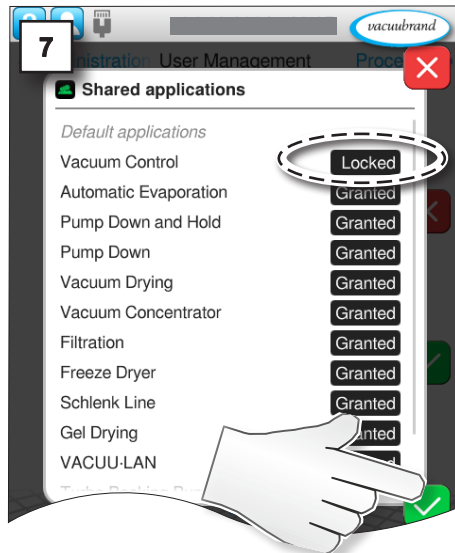 vacuubrand
7
User Management
Shared applications
Default applications
Vacuum Control Locked
Automatic Evaporation Granted
Pump Down and Hold Granted
Pump Down Granted
Vacuum Drying Granted
Vacuum Concentrator Granted
Filtration Granted
Freeze Dryer Granted
Schlenk Line Granted
Gel Drying
VACUU·LAN